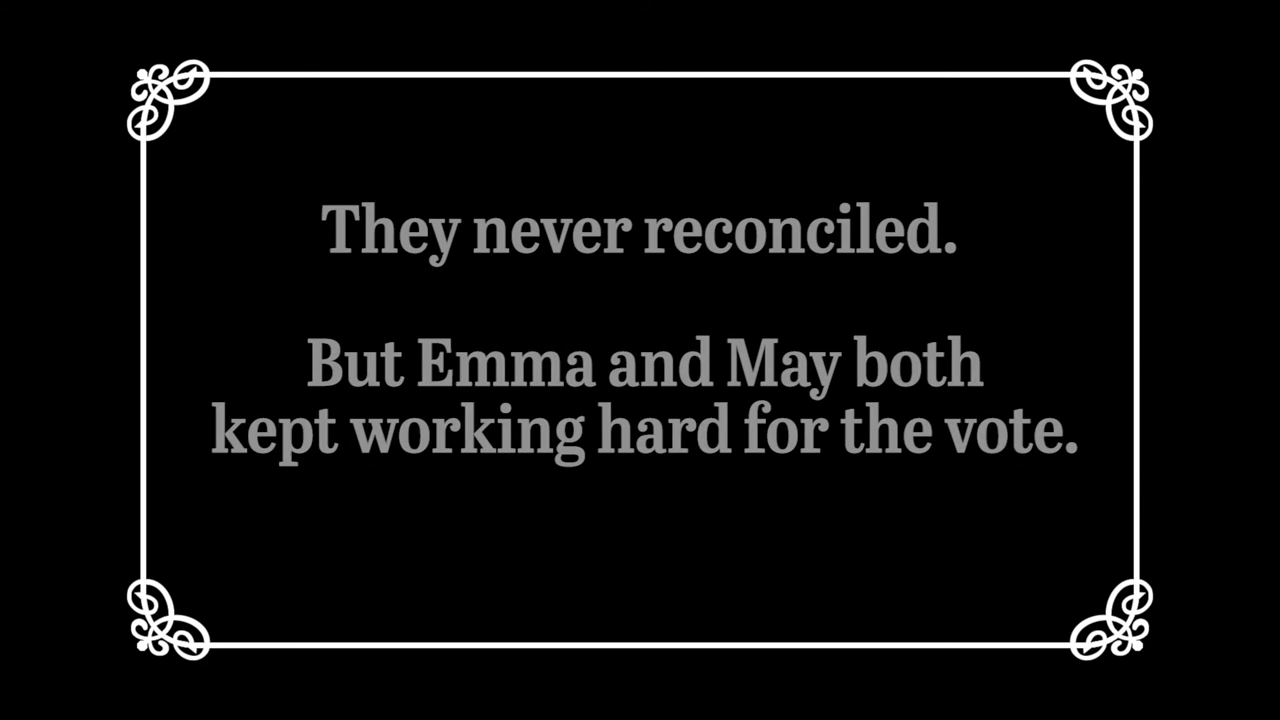 They never reconciled.
But Emma and May both
kept working hard for the vote.